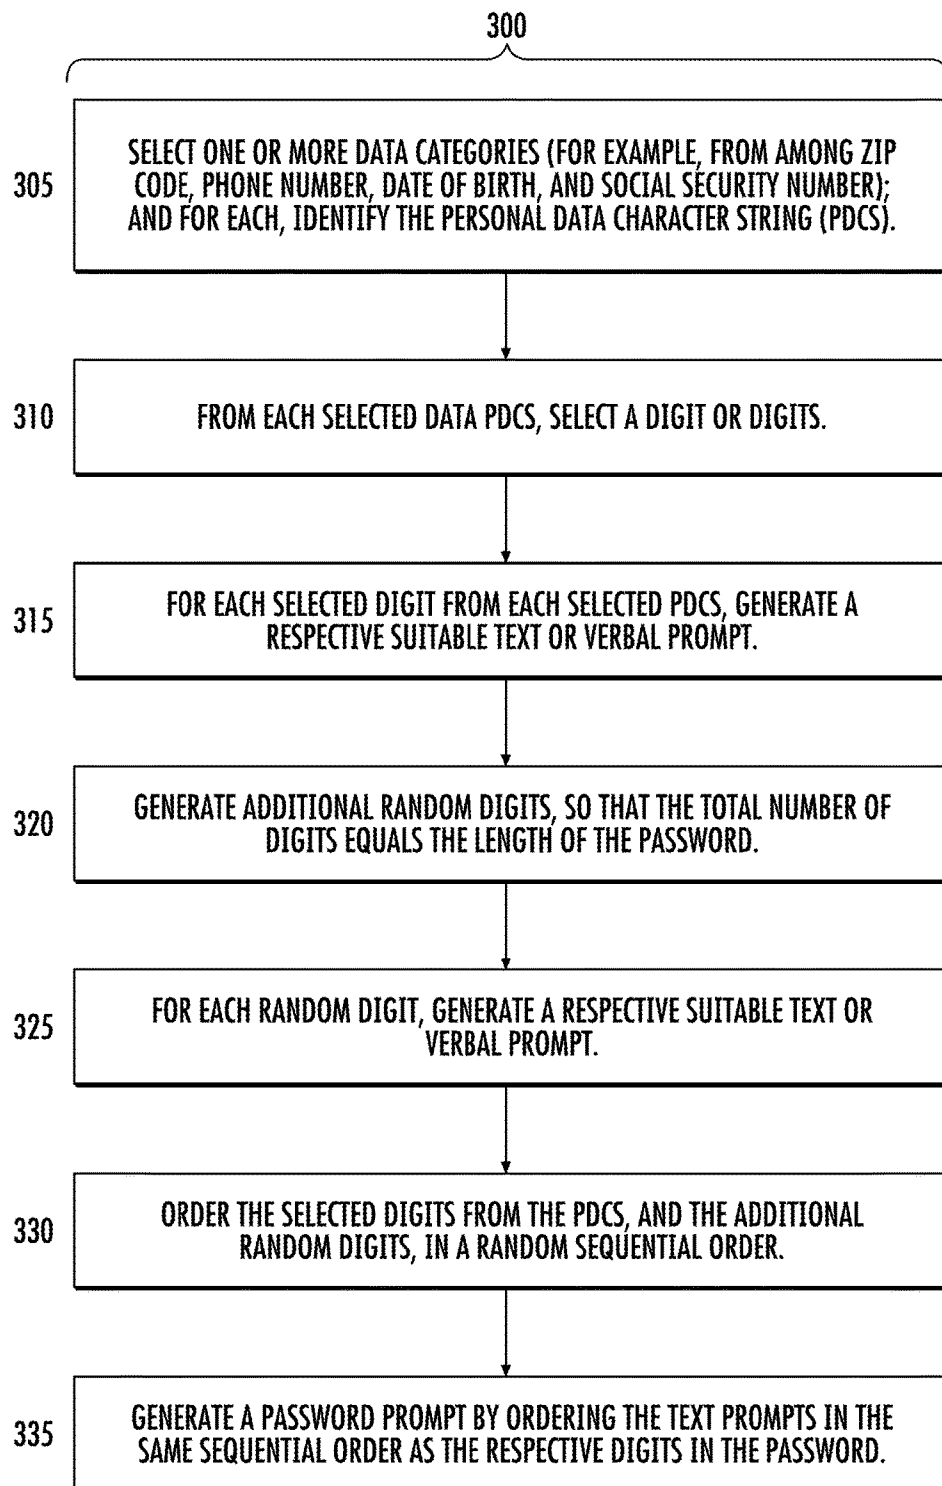 300
305
SELECT ONE OR MORE DATA CATEGORIES (FOR EXAMPLE, FROM AMONG ZIP
CODE, PHONE NUMBER, DATE OF BIRTH, AND SOCIAL SECURITY NUMBER);
AND FOR EACH, IDENTIFY THE PERSONAL DATA CHARACTER STRING (PDCS).
310
FROM EACH SELECTED DATA PDCS, SELECT A DIGIT OR DIGITS.
315
FOR EACH SELECTED DIGIT FROM EACH SELECTED PDCS, GENERATE A
RESPECTIVE SUITABLE TEXT OR VERBAL PROMPT.
320
GENERATE ADDITIONAL RANDOM DIGITS, SO THAT THE TOTAL NUMBER OF
DIGITS EQUALS THE LENGTH OF THE PASSWORD.
325
FOR EACH RANDOM DIGIT, GENERATE A RESPECTIVE SUITABLE TEXT OR
VERBAL PROMPT.
330
ORDER THE SELECTED DIGITS FROM THE PDCS, AND THE ADDITIONAL
RANDOM DIGITS, IN A RANDOM SEQUENTIAL ORDER.
335
GENERATE A PASSWORD PROMPT BY ORDERING THE TEXT PROMPTS IN THE
SAME SEQUENTIAL ORDER AS THE RESPECTIVE DIGITS IN THE PASSWORD.